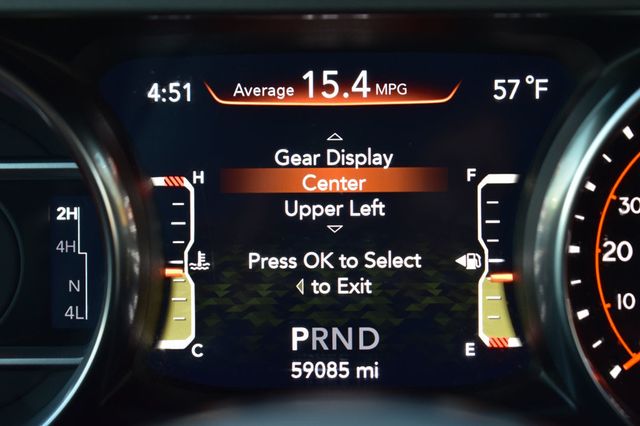 4:51 Average 15.4 MPG 57 °F
Gear Display
Center
Upper Left
Press OK to Select
to Exit
PRND
59085 mi
H
C
F
E
2H
4H
N
4L
30
20
10